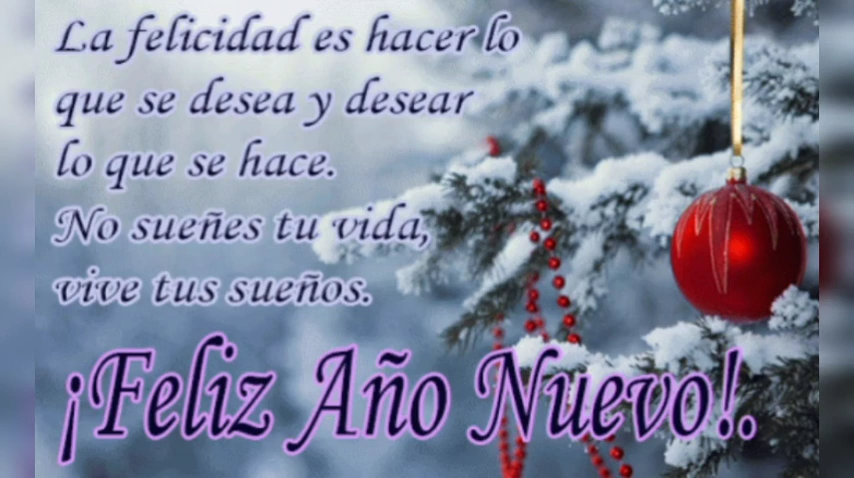 La felicidad es hacer lo
que se desea y desear
lo que se hace.
No sueñes tu vida,
vive tus sueños.
¡Feliz Año Nuevo!.